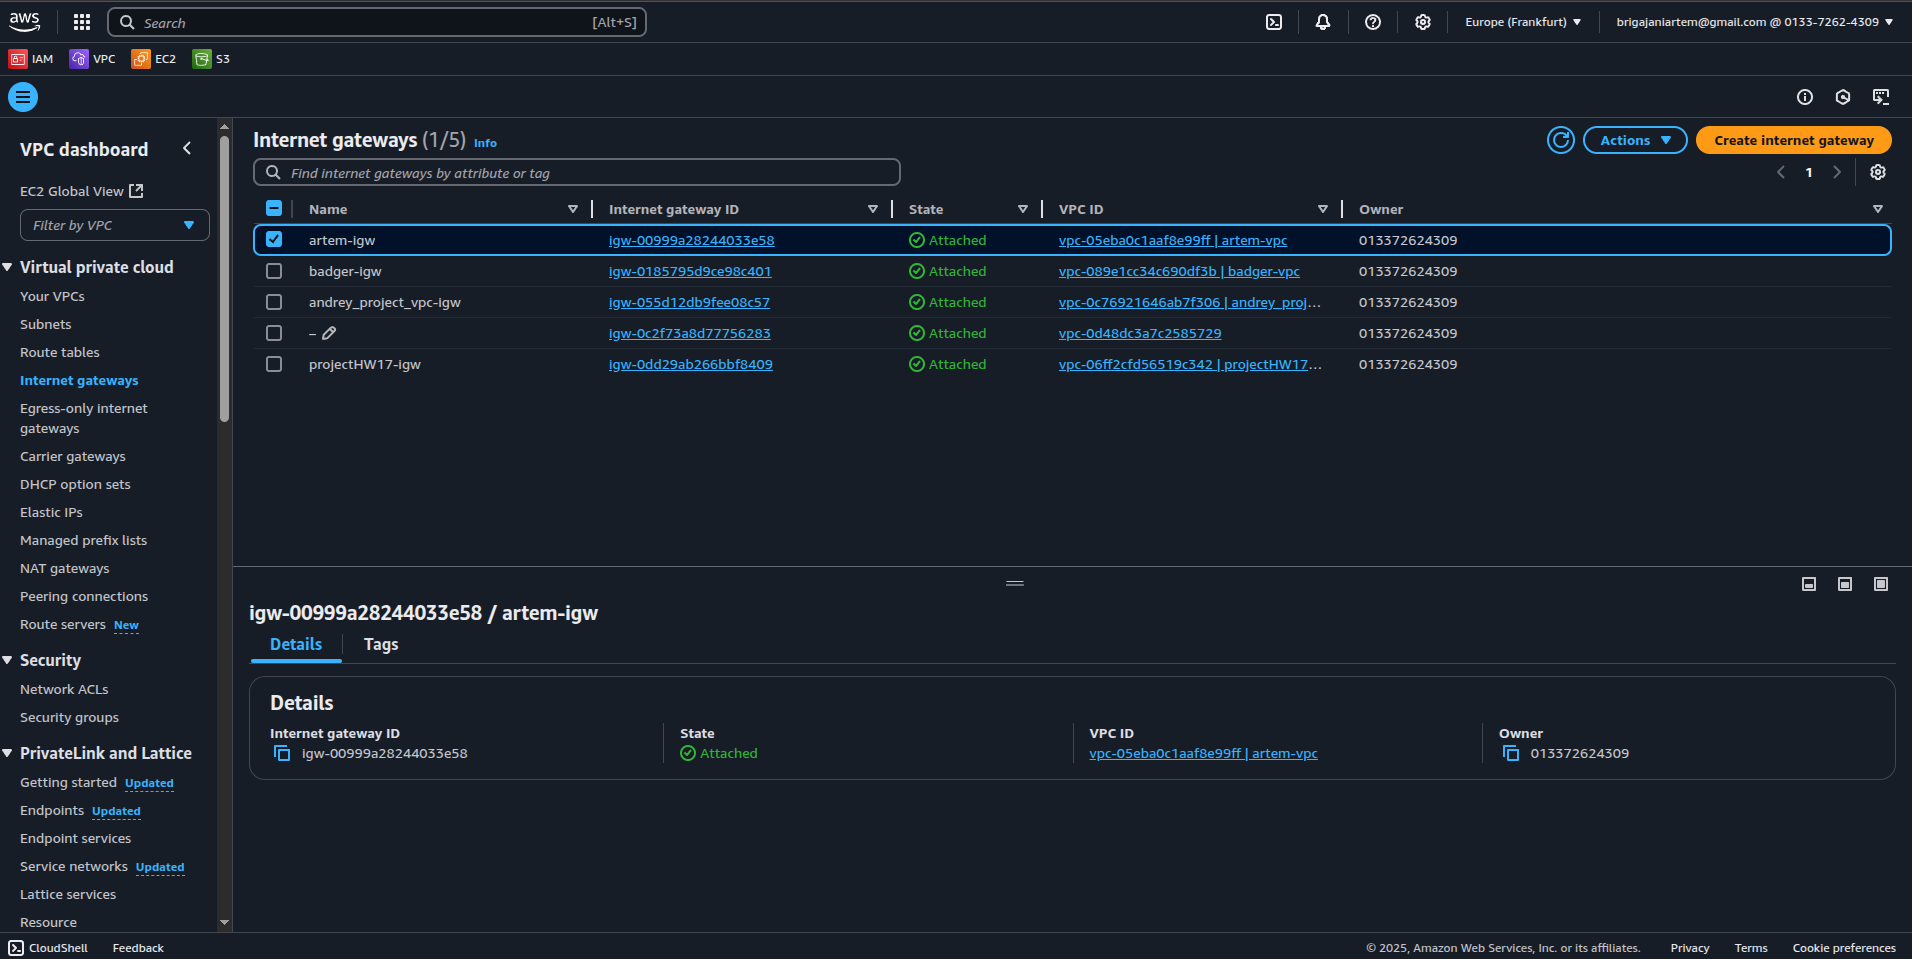 aws
Search [Alt+S]
Europe (Frankfurt)
brigajaniartem@gmail.com @ 0133-7262-4309
IAM VPC EC2 S3
VPC dashboard
EC2 Global View
Filter by VPC
Virtual private cloud
Your VPCs
Subnets
Route tables
Internet gateways
Egress-only internet
gateways
Carrier gateways
DHCP option sets
Elastic IPs
Managed prefix lists
NAT gateways
Peering connections
Route servers New
Security
Network ACLs
Security groups
PrivateLink and Lattice
Getting started Updated
Endpoints Updated
Endpoint services
Service networks Updated
Lattice services
Resource
Internet gateways (1/5) Info
Actions
Create internet gateway
Find internet gateways by attribute or tag
1
Name Internet gateway ID State VPC ID Owner
artem-igw igw-00999a28244033e58 Attached vpc-05eba0c1aaf8e99ff | artem-vpc 013372624309
badger-igw igw-0185795d9ce98c401 Attached vpc-089e1cc34c690df3b | badger-vpc 013372624309
andrey_project_vpc-igw igw-055d12db9fee08c57 Attached vpc-0c76921646ab7f306 | andrey_proj... 013372624309
– igw-0c2f73a8d77756283 Attached vpc-0d48dc3a7c2585729 013372624309
projectHW17-igw igw-0dd29ab266bbf8409 Attached vpc-06ff2cfd56519c342 | projectHW17... 013372624309
igw-00999a28244033e58 / artem-igw
Details Tags
Details
Internet gateway ID State VPC ID Owner
igw-00999a28244033e58 Attached vpc-05eba0c1aaf8e99ff | artem-vpc 013372624309
CloudShell Feedback
© 2025, Amazon Web Services, Inc. or its affiliates. Privacy Terms Cookie preferences